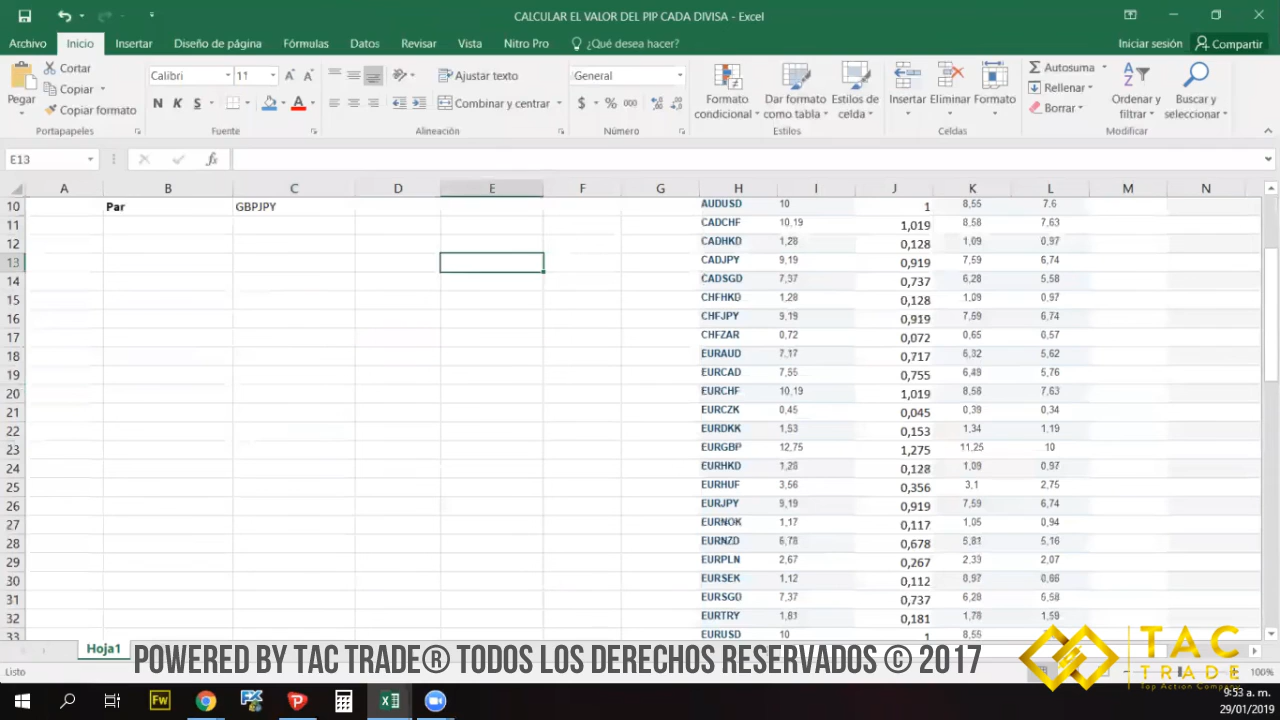 CALCULAR EL VALOR DEL PIP CADA DIVISA - Excel
Archivo Inicio Insertar Diseño de página Fórmulas Datos Revisar Vista Nitro Pro ¿Qué desea hacer? Iniciar sesión Compartir
Pegar Cortar Copiar Copiar formato
Calibri 11 N K S
Ajustar texto
Combinar y centrar
General
$ % 000
Formato condicional Dar formato como tabla Estilos de celda
Insertar Eliminar Formato
Autosuma Rellenar Borrar
Ordenar y filtrar Buscar y seleccionar
Portapapeles Fuente Alineación Número Estilos Celdas Modificar
E13 fx
A B C D E F G H I J K L M N
10 Par GBPJPY AUDUSD 10 1 8,55 7.6
11 CADCHF 10,19 1,019 8,58 7,63
12 CADHKD 1,28 0,128 1,09 0,97
13 CADJPY 9,19 0,919 7,59 6,74
14 CADSGD 7,37 0,737 6,28 5,58
15 CHFHKD 1,28 0,128 1,09 0,97
16 CHFJPY 9,19 0,919 7,59 6,74
17 CHFZAR 0,72 0,072 0,65 0,57
18 EURAUD 7,17 0,717 6,32 5,62
19 EURCAD 7,55 0,755 6,49 5,76
20 EURCHF 10,19 1,019 8,56 7,63
21 EURCZK 0,45 0,045 0,39 0,34
22 EURDKK 1,53 0,153 1,34 1,19
23 EURGBP 12,75 1,275 11,25 10
24 EURHKD 1,28 0,128 1,09 0,97
25 EURHUF 3,56 0,356 3,1 2,75
26 EURJPY 9,19 0,919 7,59 6,74
27 EURNOK 1,17 0,117 1,05 0,94
28 EURNZD 6,78 0,678 5,81 5,16
29 EURPLN 2,67 0,267 2,39 2,07
30 EURSEK 1,12 0,112 0,97 0,66
31 EURSGD 7,37 0,737 6,28 5,58
32 EURTRY 1,81 0,181 1,78 1,59
33 EURUSD 10 1 8,55
Hoja1
POWERED BY TAC TRADE® TODOS LOS DERECHOS RESERVADOS © 2017
TAC
TRADE
Top Action Company
Listo 100%
Fw
9:53 a. m.
29/01/2019